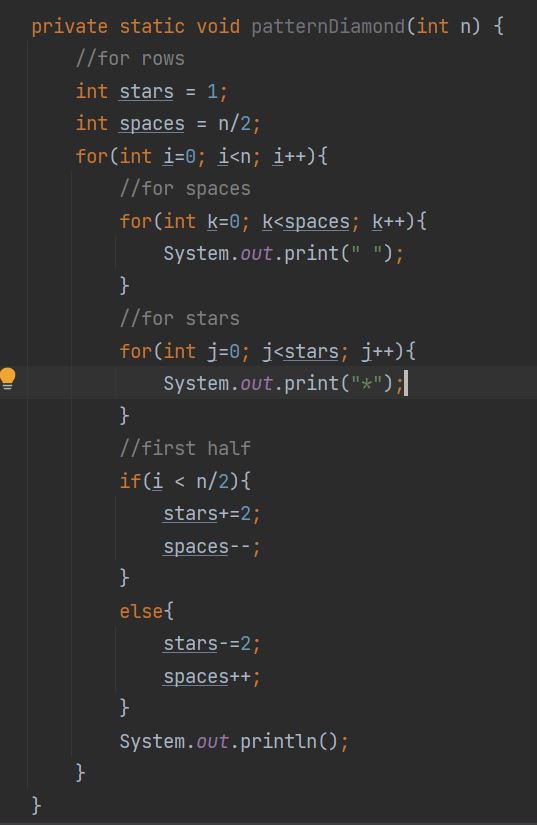 private static void patternDiamond(int n) {
    //for rows
    int stars = 1;
    int spaces = n/2;
    for(int i=0; i<n; i++){
        //for spaces
        for(int k=0; k<spaces; k++){
            System.out.print(" ");
        }
        //for stars
        for(int j=0; j<stars; j++){
            System.out.print("*");
        }
        //first half
        if(i < n/2){
            stars+=2;
            spaces--;
        }
        else{
            stars-=2;
            spaces++;
        }
        System.out.println();
    }
}